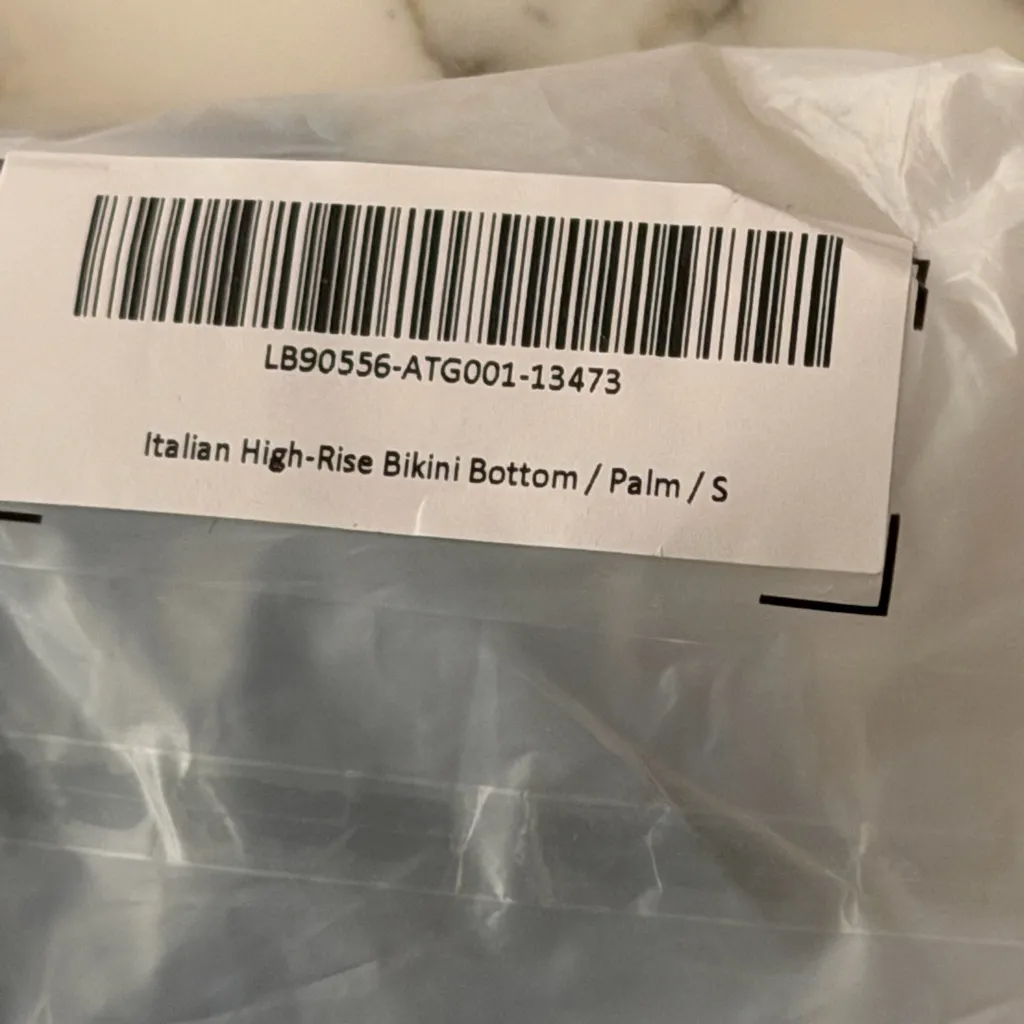 LB90556-ATG001-13473
Italian High-Rise Bikini Bottom / Palm / S